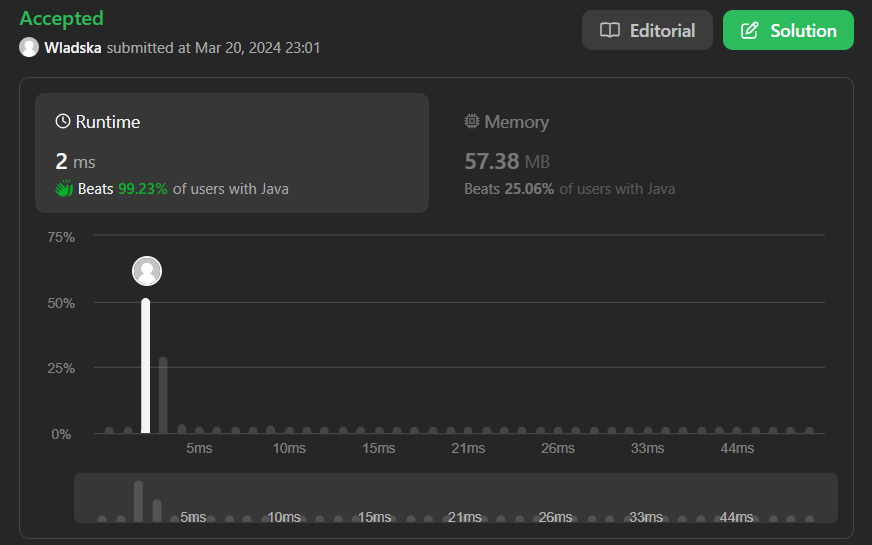 Accepted
Editorial
Solution
Wladska submitted at Mar 20, 2024 23:01
Runtime
Memory
2 ms
57.38 MB
Beats 99.23% of users with Java
Beats 25.06% of users with Java
75%
50%
25%
0%
5ms 10ms 15ms 21ms 26ms 33ms 44ms
5ms 10ms 15ms 21ms 26ms 33ms 44ms